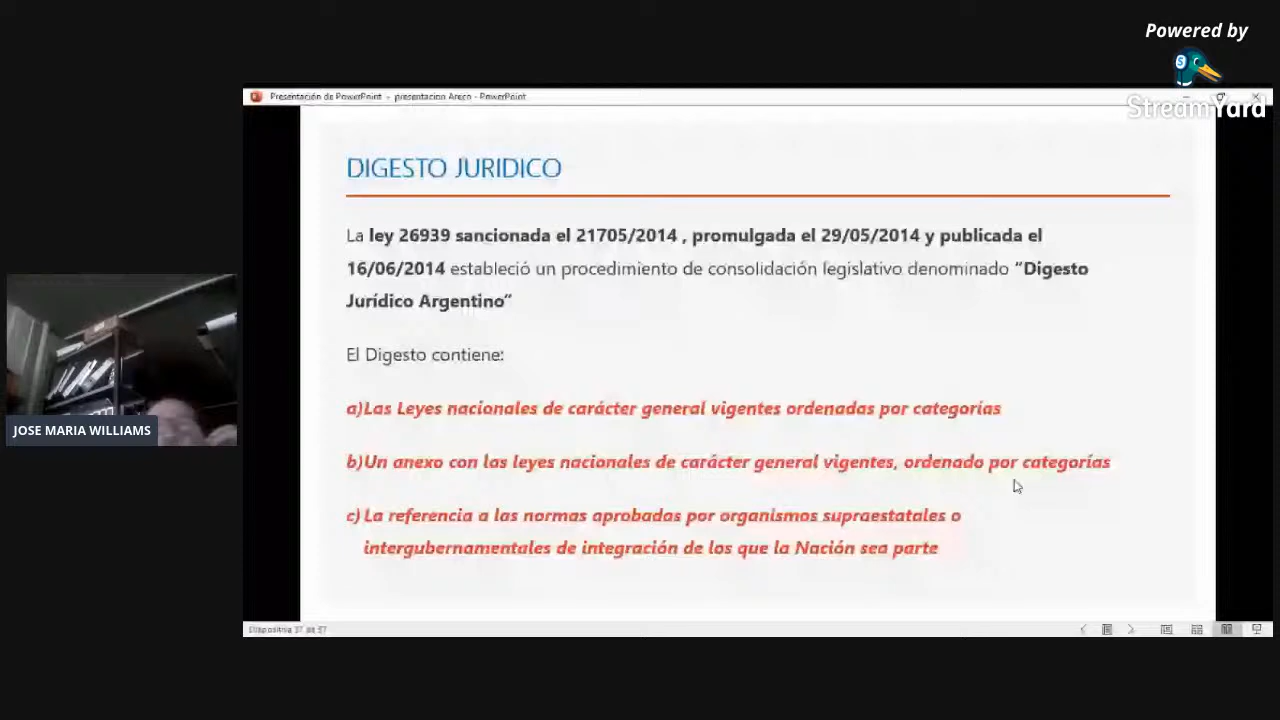 Powered by
StreamYard
Presentación de PowerPoint - presentacion Areco - PowerPoint
DIGESTO JURIDICO
La ley 26939 sancionada el 21705/2014 , promulgada el 29/05/2014 y publicada el
16/06/2014 estableció un procedimiento de consolidación legislativo denominado “Digesto
Jurídico Argentino”
El Digesto contiene:
a)Las Leyes nacionales de carácter general vigentes ordenadas por categorías
b)Un anexo con las leyes nacionales de carácter general vigentes, ordenado por categorías
c) La referencia a las normas aprobadas por organismos supraestatales o
intergubernamentales de integración de los que la Nación sea parte
JOSE MARIA WILLIAMS